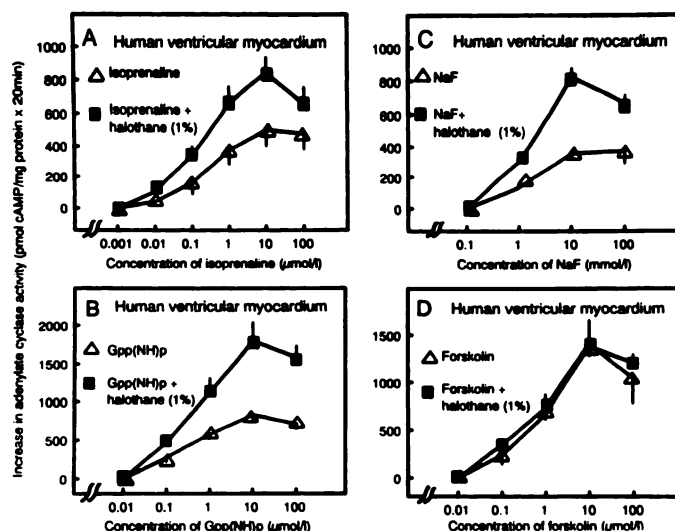 Increase in adenylate cyclase activity (pmol cAMP/mg protein x 20min)
A Human ventricular myocardium
1000
800
600
400
200
0
Isoprenaline
Isoprenaline +
halothane (1%)
0.001 0.01 0.1 1 10 100
Concentration of isoprenaline (µmol/l)
C Human ventricular myocardium
1000
800
600
400
200
0
NaF
NaF+
halothane (1%)
0.1 1 10 100
Concentration of NaF (mmol/l)
B Human ventricular myocardium
2000
1500
1000
500
0
Gpp(NH)p
Gpp(NH)p +
halothane (1%)
0.01 0.1 1 10 100
Concentration of Gpp(NH)p (µmol/l)
D Human ventricular myocardium
1500
1000
500
0
Forskolin
Forskolin +
halothane (1%)
0.01 0.1 1 10 100
Concentration of forskolin (µmol/l)